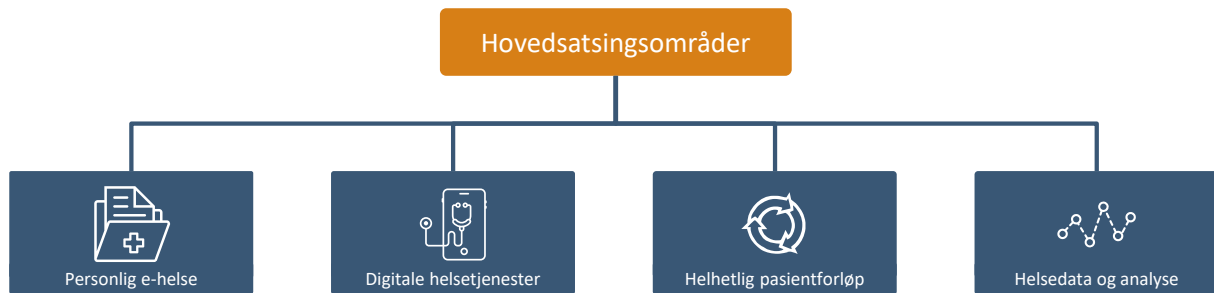 Hovedsatsingsområder
Personlig e-helse
Digitale helsetjenester
Helhetlig pasientforløp
Helsedata og analyse